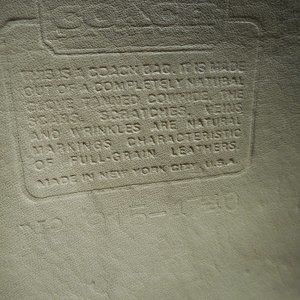 COACH
THIS IS A COACH BAG. IT IS MADE
OUT OF A COMPLETELY NATURAL
GLOVE TANNED COWHIDE. THE
SCARS, SCRATCHES, VEINS
AND WRINKLES ARE NATURAL
MARKINGS CHARACTERISTIC
OF FULL-GRAIN LEATHERS.
MADE IN NEW YORK CITY, U.S.A.